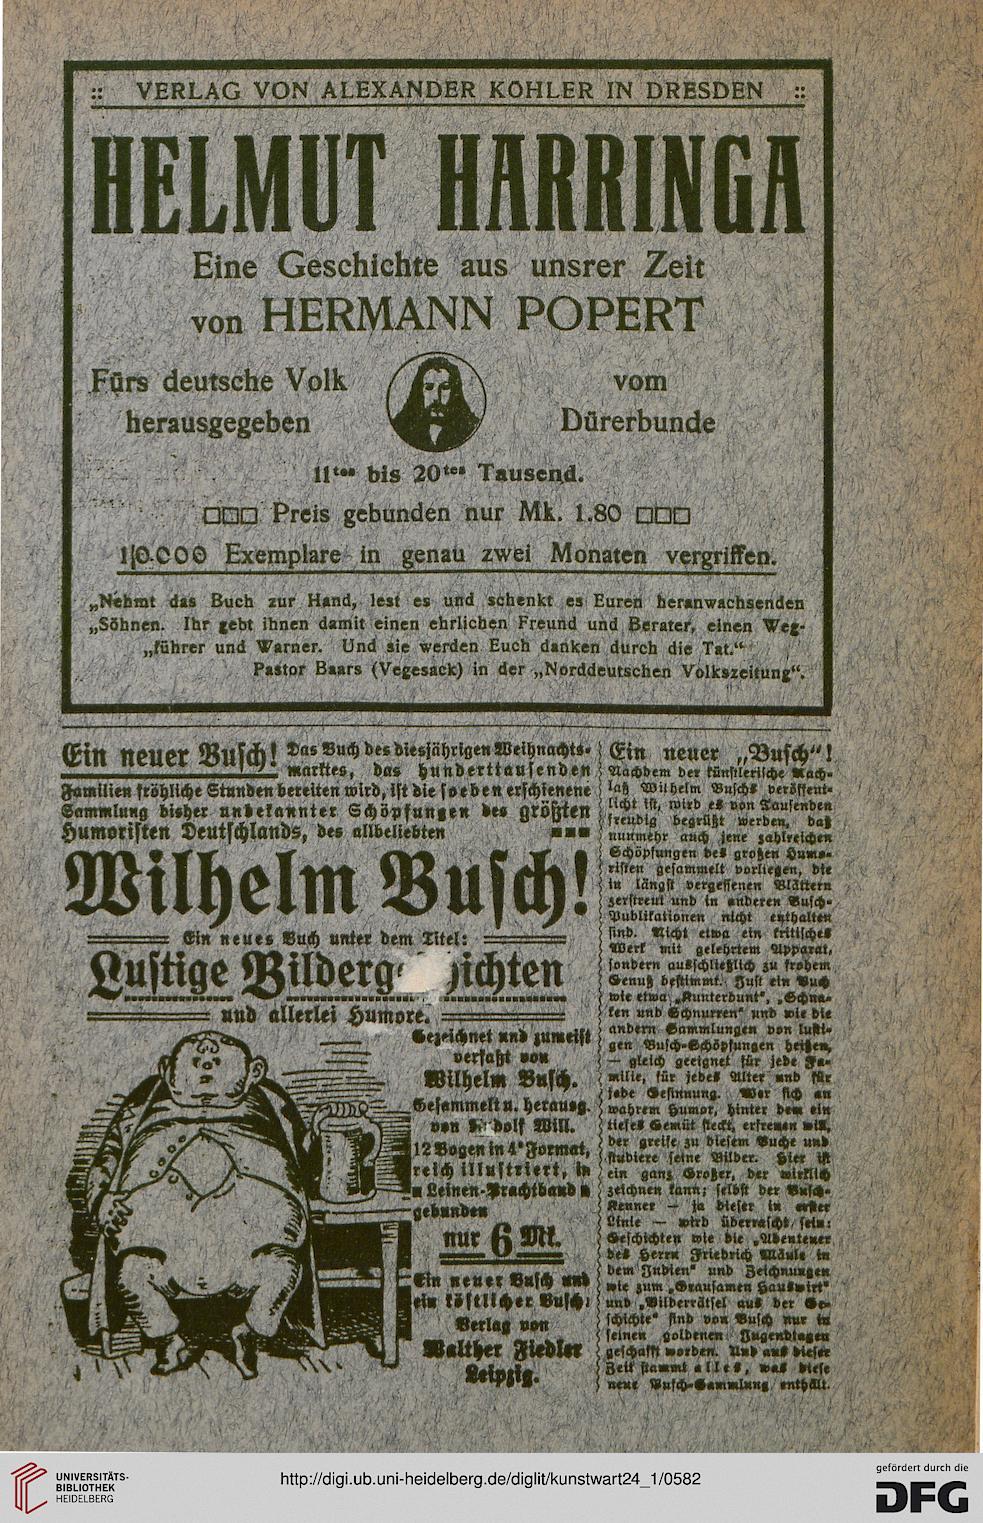 :: VERLAG VON ALEXANDER KÖHLER IN DRESDEN ::
HELMUT HARRINGA
Eine Geschichte aus unsrer Zeit
von HERMANN POPERT
Fürs deutsche Volk
herausgegeben
vom
Dürerbunde
11tes bis 20tes Tausend.
□□□ Preis gebunden nur Mk. 1.80 □□□
10.000 Exemplare in genau zwei Monaten vergriffen.
„Nehmt das Buch zur Hand, lest es und schenkt es Euren heranwachsenden
„Söhnen. Ihr gebt ihnen damit einen ehrlichen Freund und Berater, einen Weg-
„führer und Warner. Und sie werden Euch danken durch die Tat.“
Pastor Baars (Vegesack) in der „Norddeutschen Volkszeitung“.
Ein neuer Busch! Das Buch des diesjährigen Weihnachts-
marktes, das hunderttausenden
Familien fröhliche Stunden bereiten wird, ist die soeben erschienene
Sammlung bisher unbekannter Schöpfungen des größten
Humoristen Deutschlands, des allbeliebten ■■■
Wilhelm Busch!
Ein neues Buch unter dem Titel:
Lustige Bilderg chichten
und allerlei Humore.
Gezeichnet und zumeist
verfaßt von
Wilhelm Busch.
Gesammelt u. herausg.
von Rudolf Will.
12 Bogen in 4° Format,
reich illustriert, in
■ Leinen-Prachtband ■
gebunden
nur 6 Mk.
Ein neuer Busch und
ein köstlicher Busch!
Verlag von
Walther Fiedler
Leipzig.
Ein neuer „Busch“!
Nachdem der künstlerische Nach-
laß Wilhelm Buschs veröffent-
licht ist, wird es von Tausenden
freudig begrüßt werden, daß
nunmehr auch jene zahlreichen
Schöpfungen des großen Humo-
risten gesammelt vorliegen, die
in längst vergessenen Blättern
zerstreut und in anderen Busch-
Publikationen nicht enthalten
sind. Nicht etwa ein kritisches
Werk mit gelehrtem Apparat,
sondern ausschließlich zu frohem
Genuß bestimmt. Just ein Buch
wie etwa „Kunterbunt“, „Schna-
ken und Schnurren“ und wie die
andern Sammlungen von lusti-
gen Busch-Schöpfungen heißen,
— gleich geeignet für jede Fa-
milie, für jedes Alter und für
jede Gesinnung. Wer sich an
wahrem Humor, hinter dem ein
tiefes Gemüt steckt, erfreuen will,
der greife zu diesem Buche und
studiere seine Bilder. Hier ist
ein ganz Großer, der wirklich
zeichnen kann; selbst der Busch-
Kenner — ja dieser in erster
Linie — wird überrascht sein:
Geschichten wie die „Abenteuer
des Herrn Friedrich Mäule in
dem Indien“ und Zeichnungen
wie zum „Grausamen Hauswirt“
und „Bilderrätsel aus der Ge-
schichte“ sind von Busch nur in
seinen goldenen Jugendtagen
geschafft worden. Und aus dieser
Zeit stammt alles, was diese
neue Busch-Sammlung enthält.
UNIVERSITÄTS-
BIBLIOTHEK
HEIDELBERG
http://digi.ub.uni-heidelberg.de/diglit/kunstwart24_1/0582
gefördert durch die
DFG